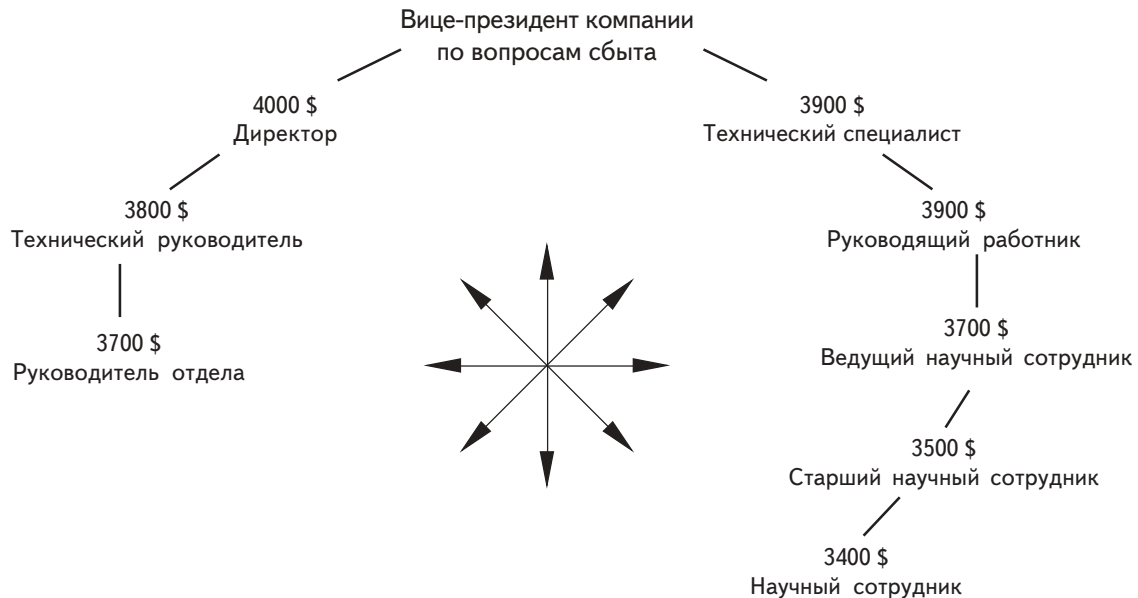 Вице-президент компании
по вопросам сбыта
4000 $
Директор
3900 $
Технический специалист
3800 $
Технический руководитель
3900 $
Руководящий работник
3700 $
Руководитель отдела
3700 $
Ведущий научный сотрудник
3500 $
Старший научный сотрудник
3400 $
Научный сотрудник